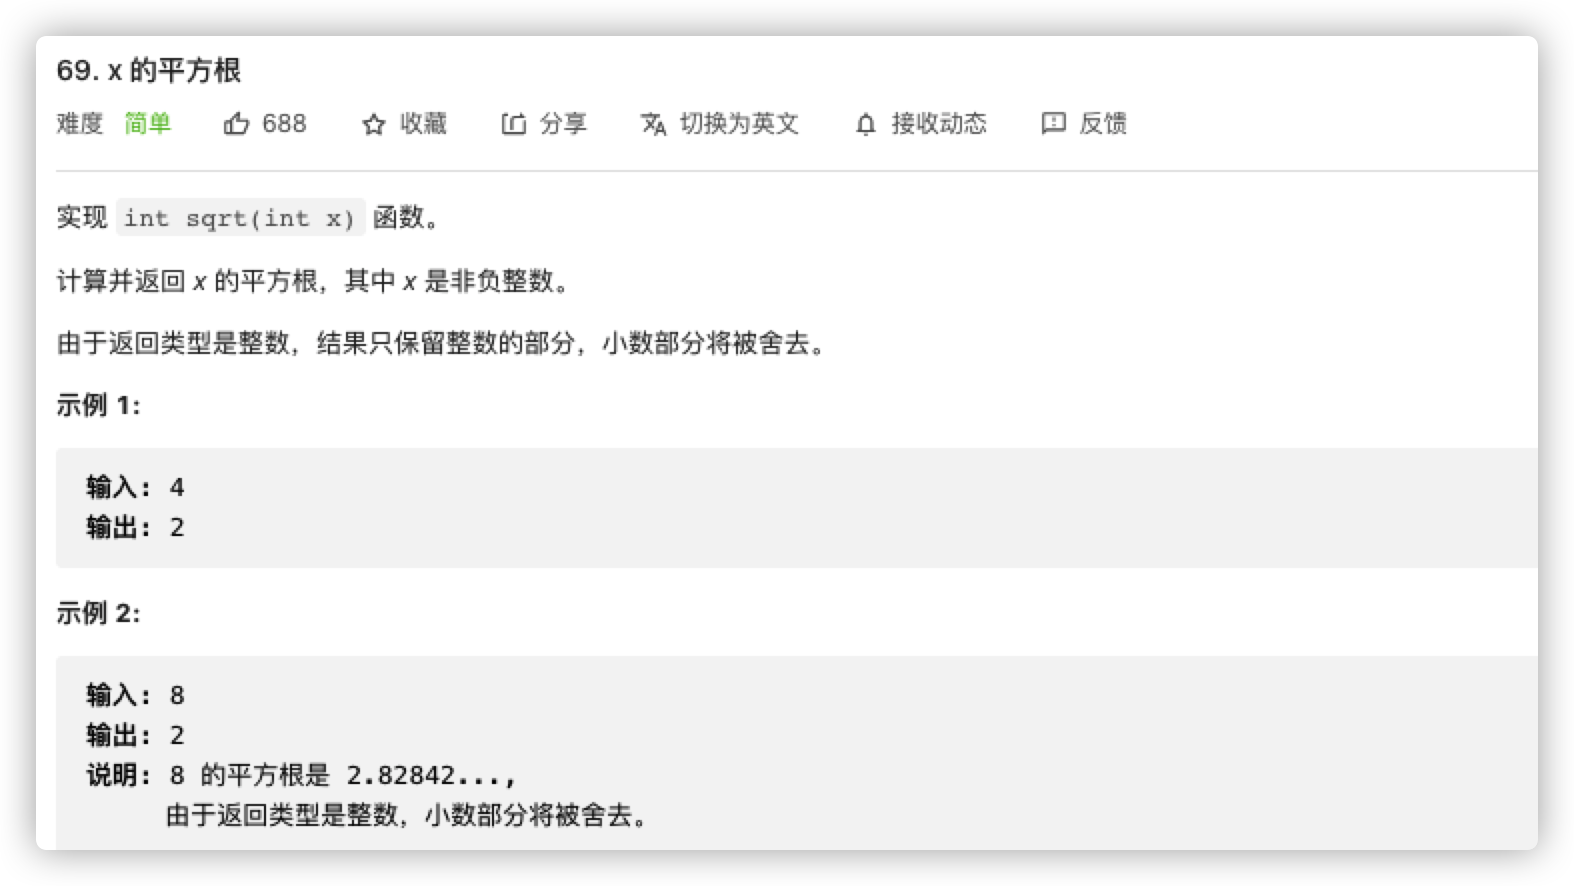 69. x 的平方根
难度 简单 688 收藏 分享 切换为英文 接收动态 反馈
实现 int sqrt(int x) 函数。
计算并返回 x 的平方根，其中 x 是非负整数。
由于返回类型是整数，结果只保留整数的部分，小数部分将被舍去。
示例 1:
输入: 4
输出: 2
示例 2:
输入: 8
输出: 2
说明: 8 的平方根是 2.82842...,
由于返回类型是整数，小数部分将被舍去。